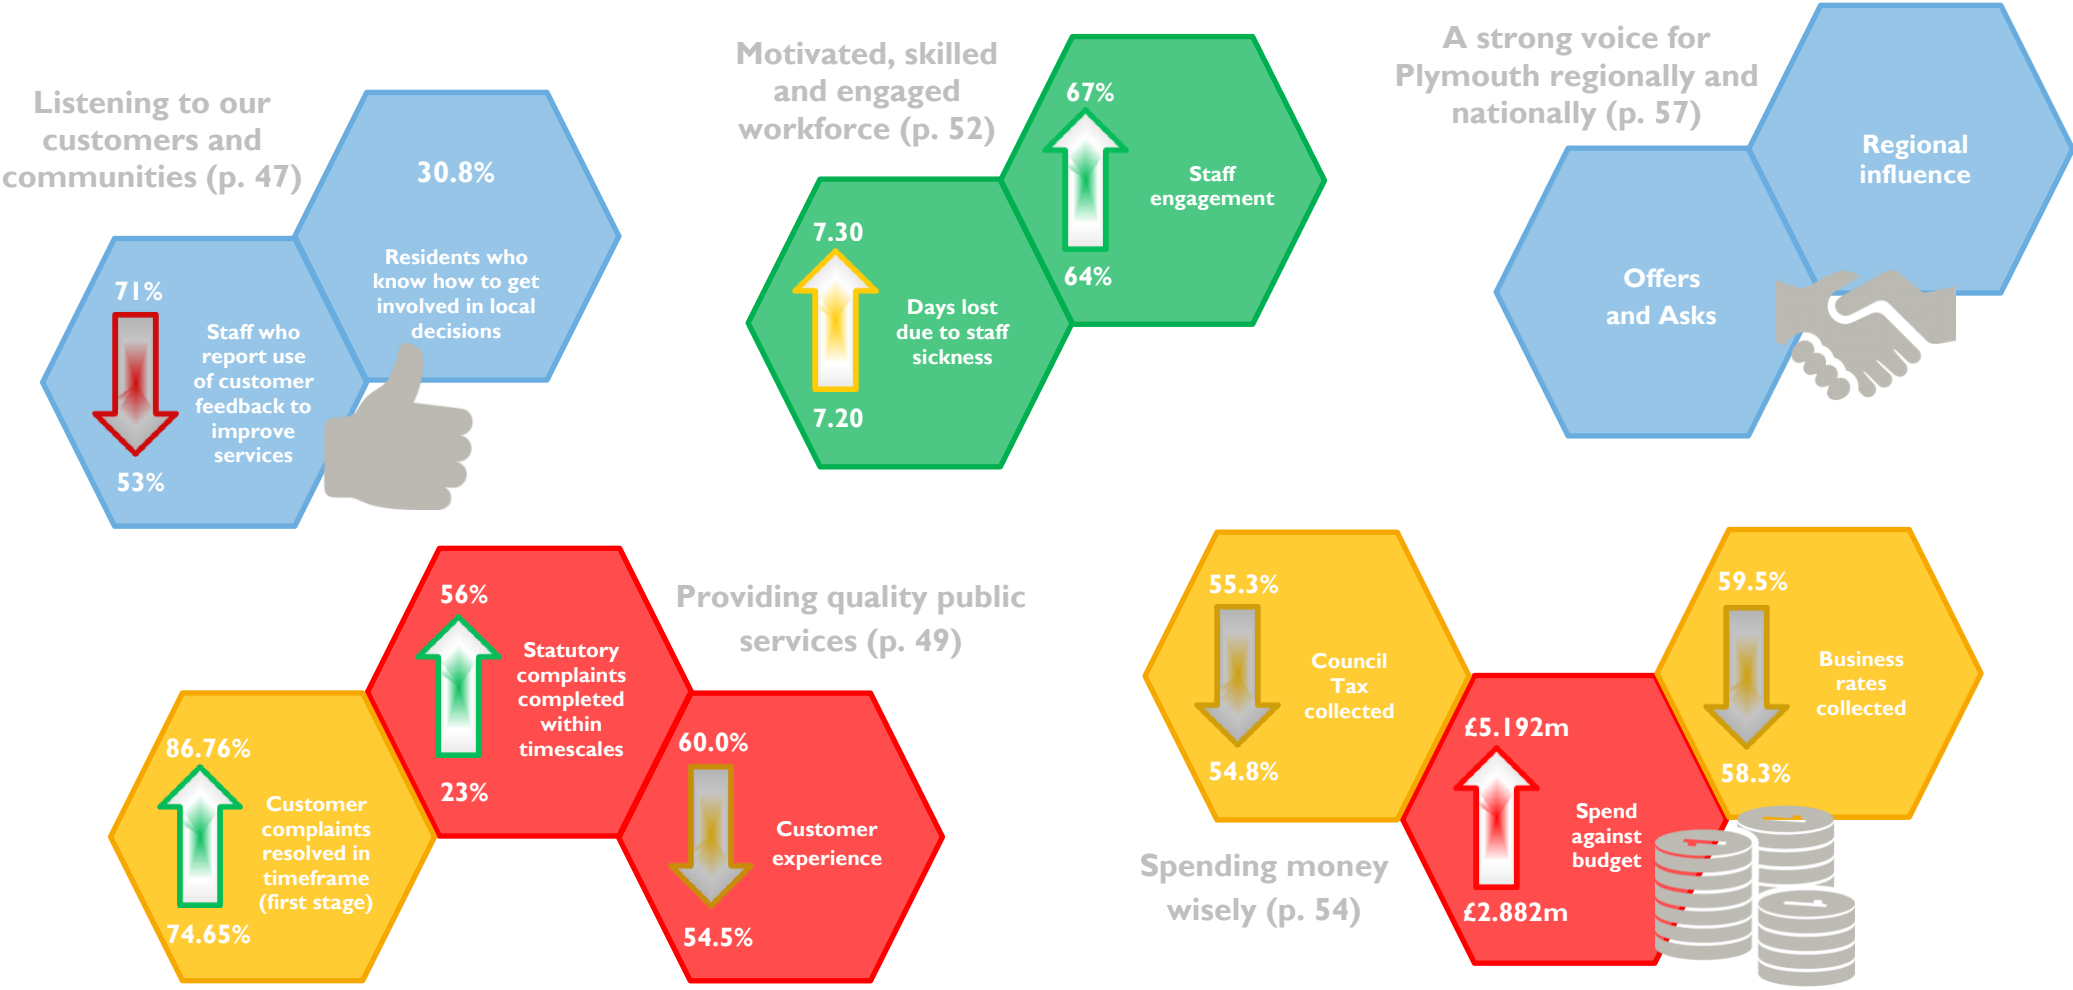 Listening to our
customers and
communities (p. 47)
30.8%
Residents who
know how to get
involved in local
decisions
71%
Staff who
report use
of customer
feedback to
improve
services
53%
Motivated, skilled
and engaged
workforce (p. 52)
67%
Staff
engagement
64%
7.30
Days lost
due to staff
sickness
7.20
A strong voice for
Plymouth regionally and
nationally (p. 57)
Regional
influence
Offers
and Asks
Providing quality public
services (p. 49)
56%
Statutory
complaints
completed
within
timescales
23%
86.76%
Customer
complaints
resolved in
timeframe
(first stage)
74.65%
60.0%
Customer
experience
54.5%
55.3%
Council
Tax
collected
54.8%
59.5%
Business
rates
collected
58.3%
£5.192m
Spend
against
budget
£2.882m
Spending money
wisely (p. 54)